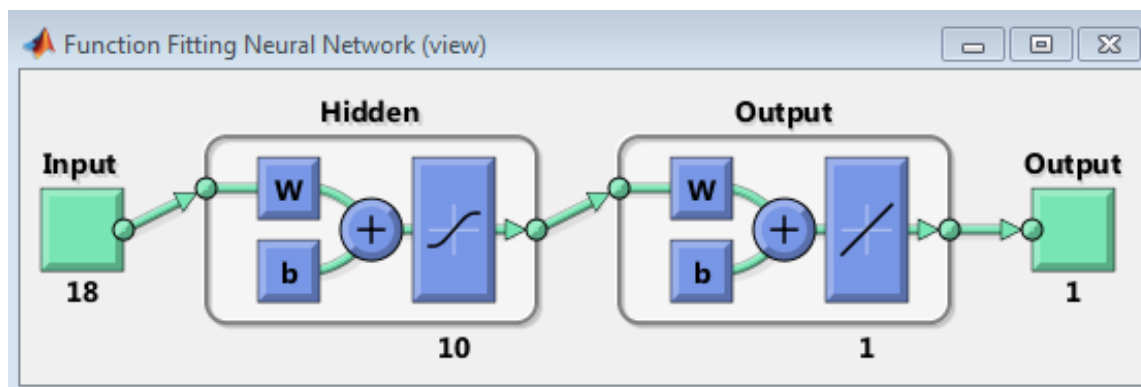 Function Fitting Neural Network (view)
Hidden
Output
Input
Output
W
W
+
+
b
b
18
1
10
1